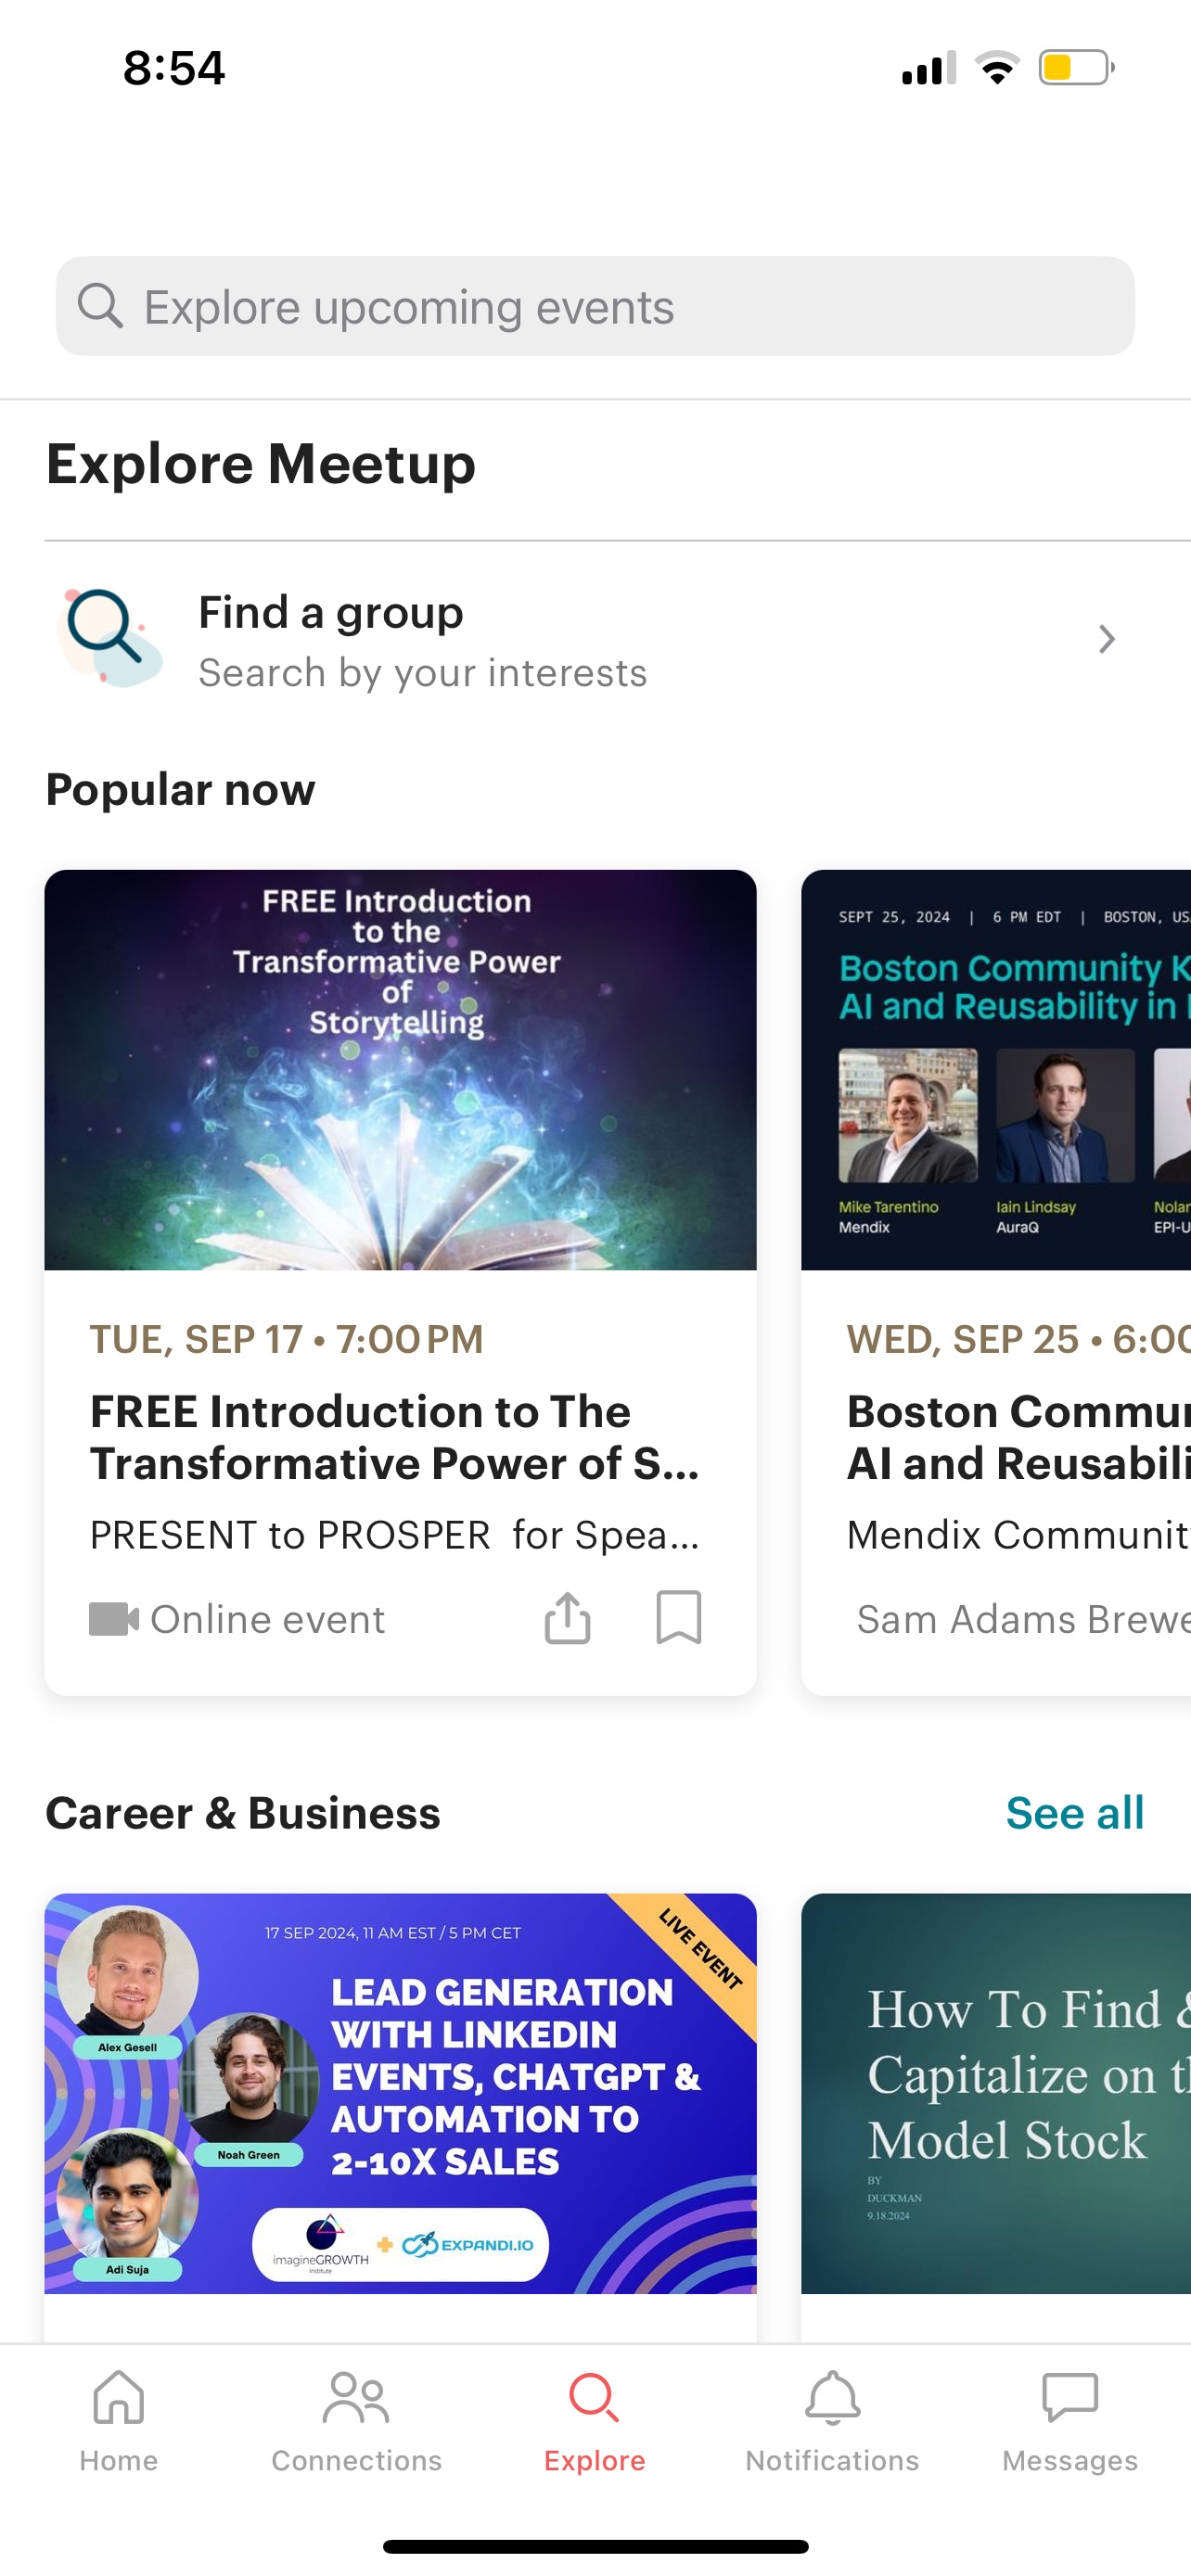 8:54
Explore upcoming events
Explore Meetup
Find a group
Search by your interests
Popular now
FREE Introduction
to the
Transformative Power
of
Storytelling
TUE, SEP 17 • 7:00 PM
FREE Introduction to The
Transformative Power of S...
PRESENT to PROSPER for Spea...
Online event
SEPT 25, 2024 | 6 PM EDT | BOSTON, US
Boston Community K
AI and Reusability in
Mike Tarentino
Mendix
Iain Lindsay
AuraQ
Nolan
EPI-U
WED, SEP 25 • 6:00
Boston Commun
AI and Reusabili
Mendix Community
Sam Adams Brewe
Career & Business
See all
17 SEP 2024, 11 AM EST / 5 PM CET
LIVE EVENT
LEAD GENERATION
WITH LINKEDIN
EVENTS, CHATGPT &
AUTOMATION TO
2-10X SALES
Alex Gesell
Noah Green
Adi Suja
imagineGROWTH
Institute
EXPANDI.IO
How To Find &
Capitalize on th
Model Stock
BY
DUCKMAN
9.18.2024
Home
Connections
Explore
Notifications
Messages